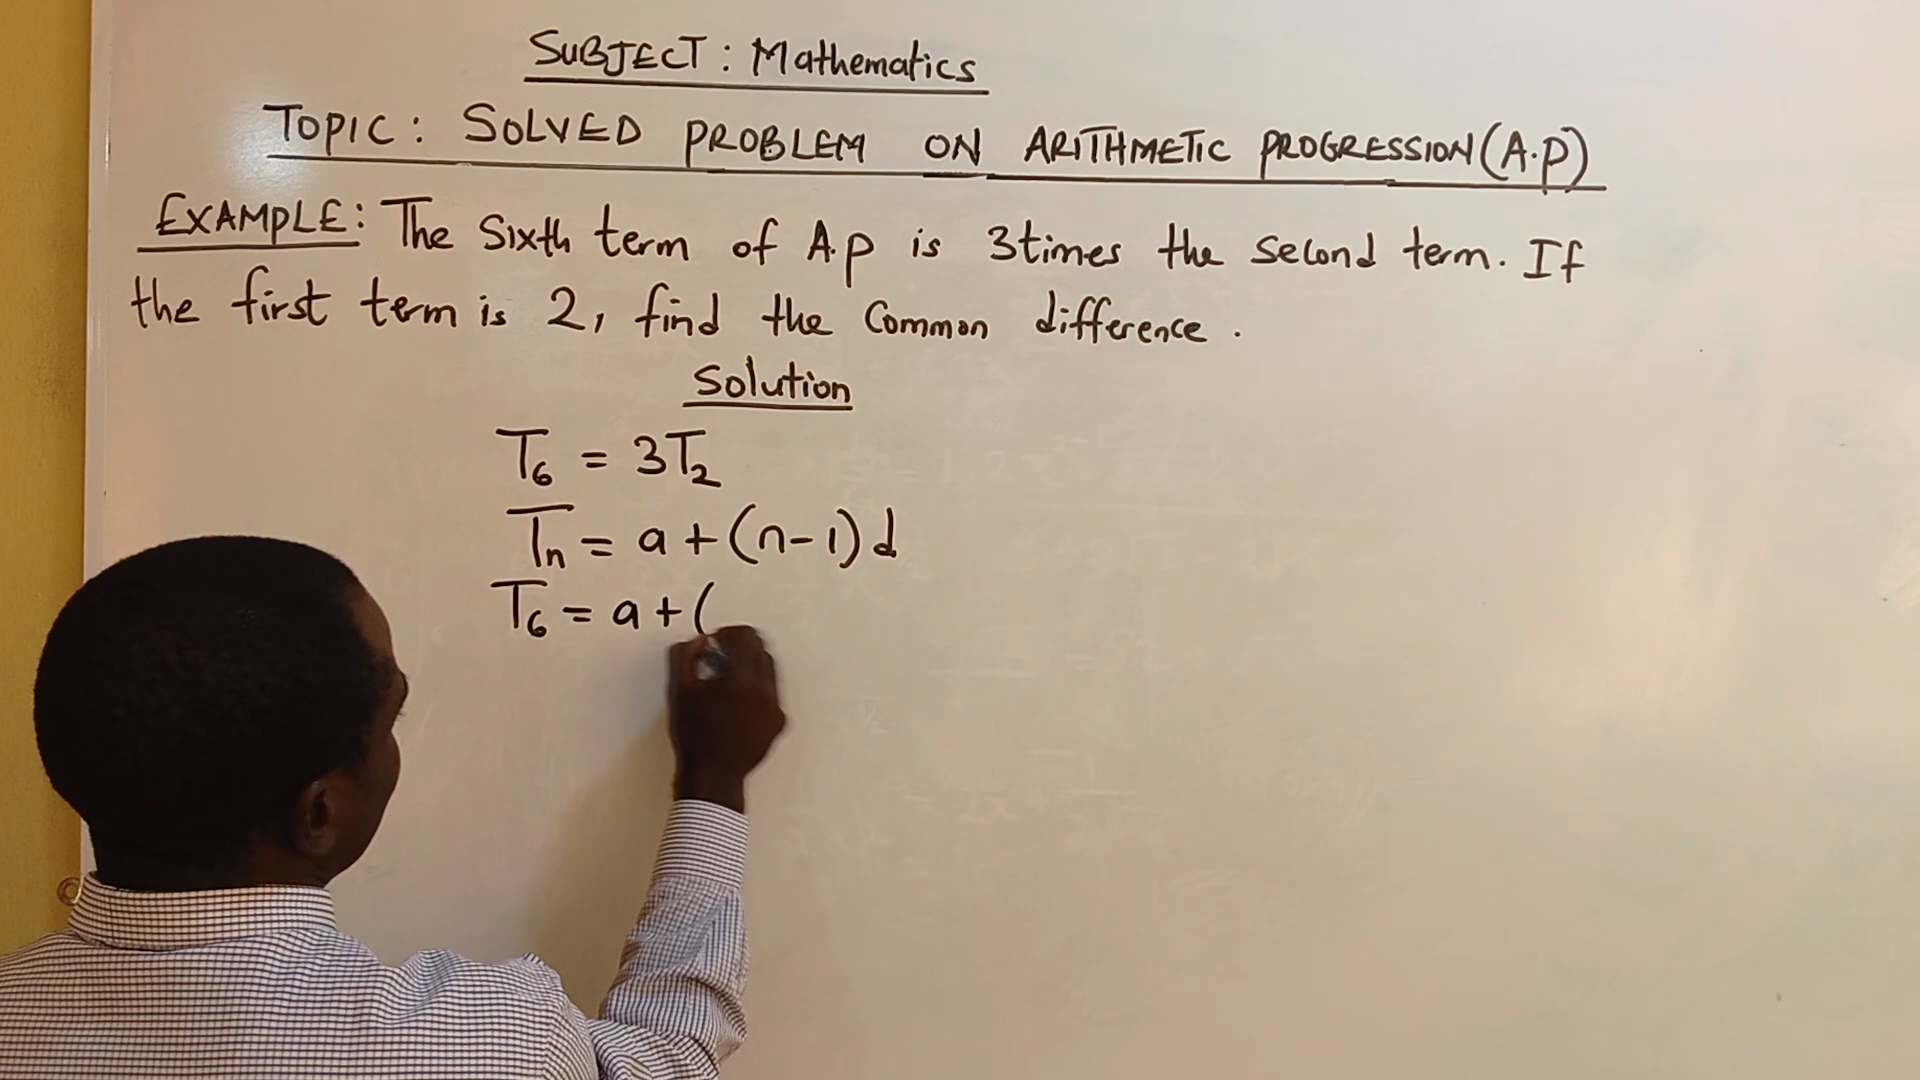 SUBJECT: Mathematics
TOPIC: SOLVED PROBLEM ON ARITHMETIC PROGRESSION(A.P)
EXAMPLE: The Sixth term of A.P is 3times the second term. If
the first term is 2, find the Common difference.
Solution
T₆ = 3T₂
Tₙ = a + (n-1)d
T₆ = a + (